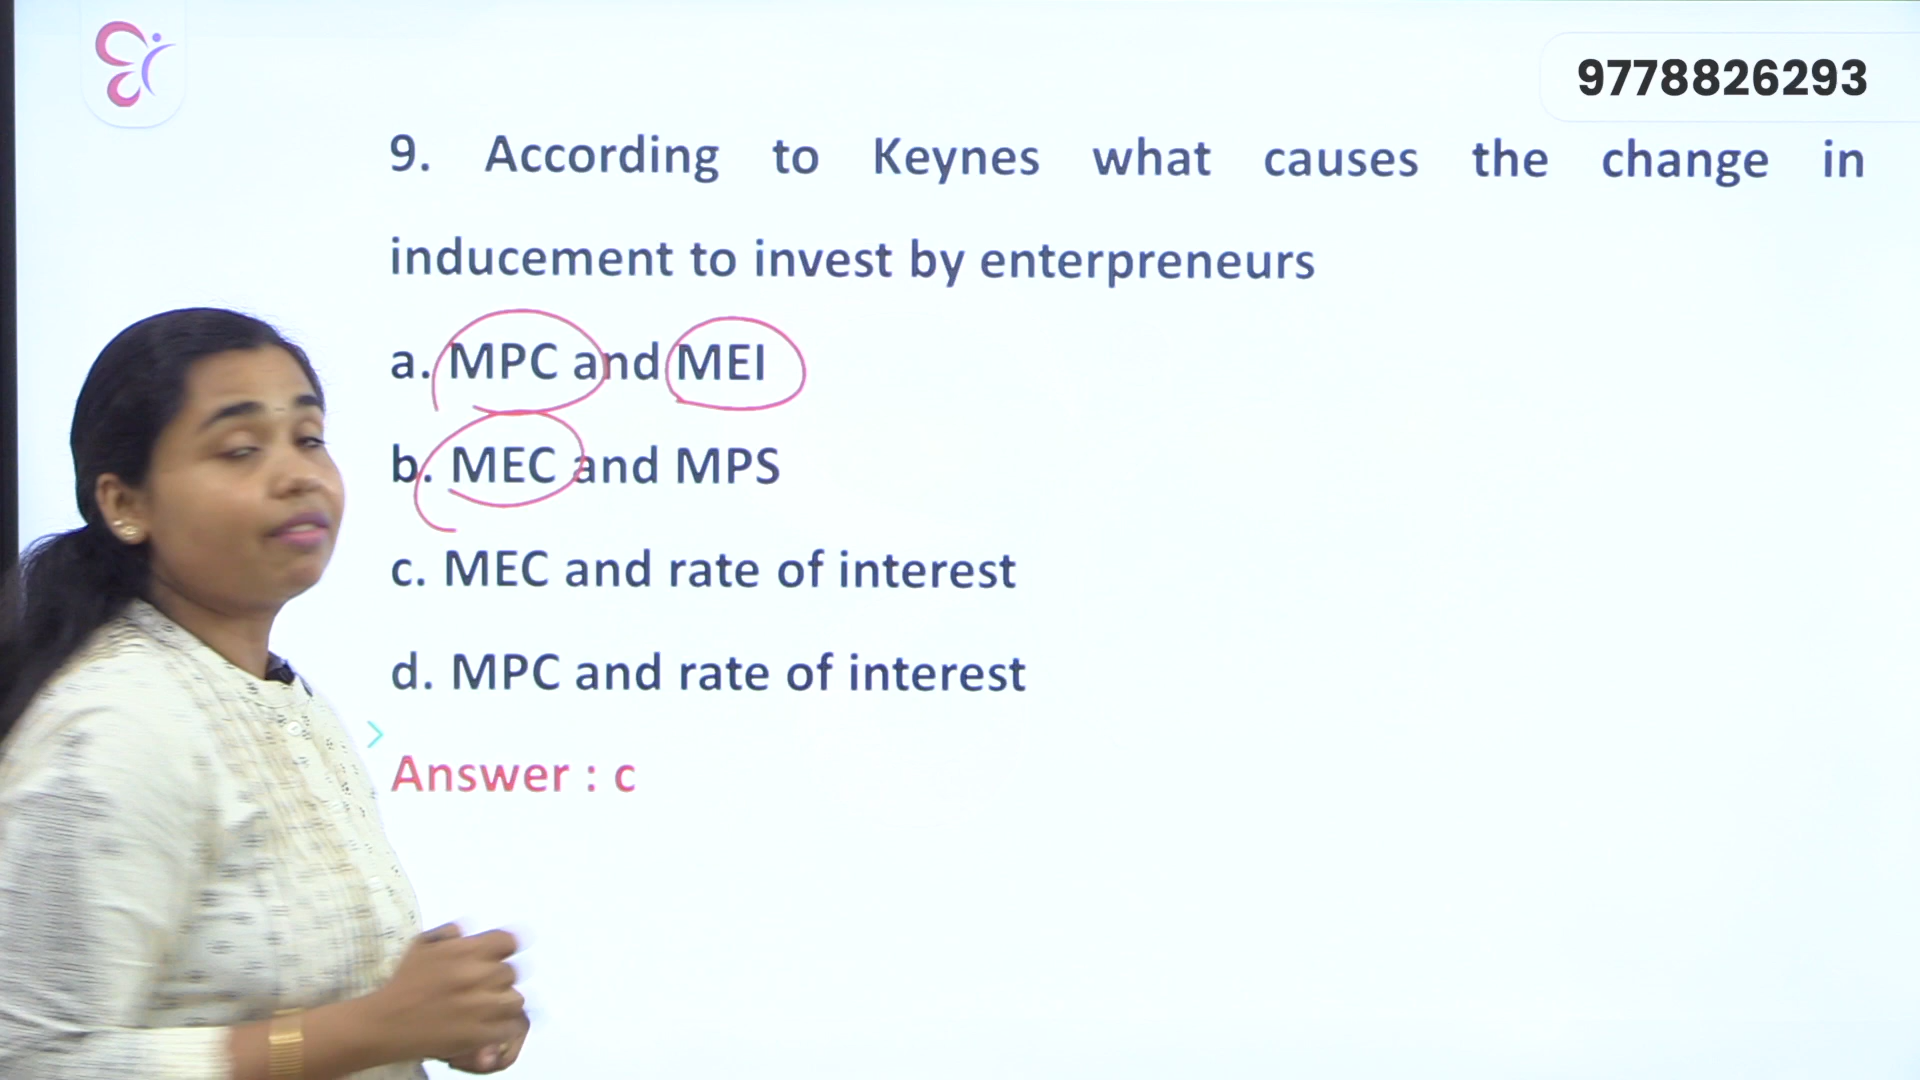 9778826293
9. According to Keynes what causes the change in
inducement to invest by enterpreneurs
a. MPC and MEI
b. MEC and MPS
c. MEC and rate of interest
d. MPC and rate of interest
Answer : c